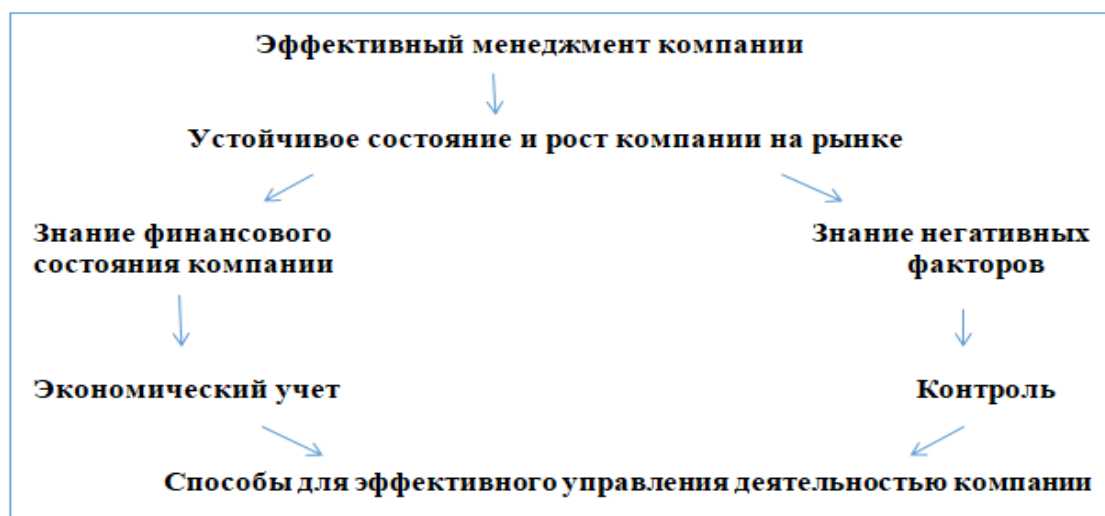 Эффективный менеджмент компании
Устойчивое состояние и рост компании на рынке
Знание финансового
состояния компании
Знание негативных
факторов
Экономический учет
Контроль
Способы для эффективного управления деятельностью компании